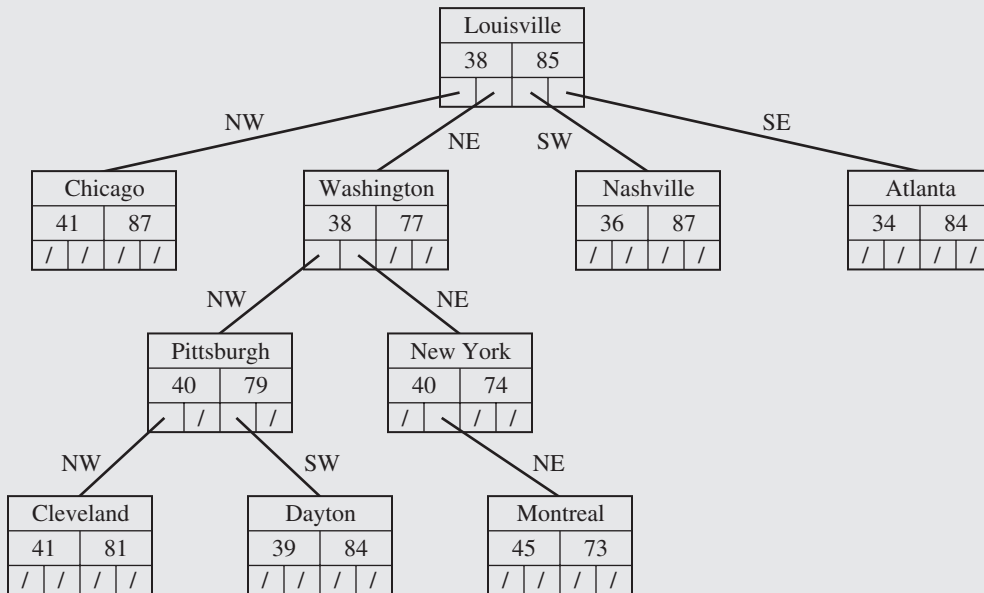 Louisville
38 85
NW NE SW SE
Chicago Washington Nashville Atlanta
41 87 38 77 36 87 34 84
/ / / / / / / / / / / / / /
NW NE
Pittsburgh New York
40 79 40 74
/ / / / /
NW SW NE
Cleveland Dayton Montreal
41 81 39 84 45 73
/ / / / / / / / / / / /